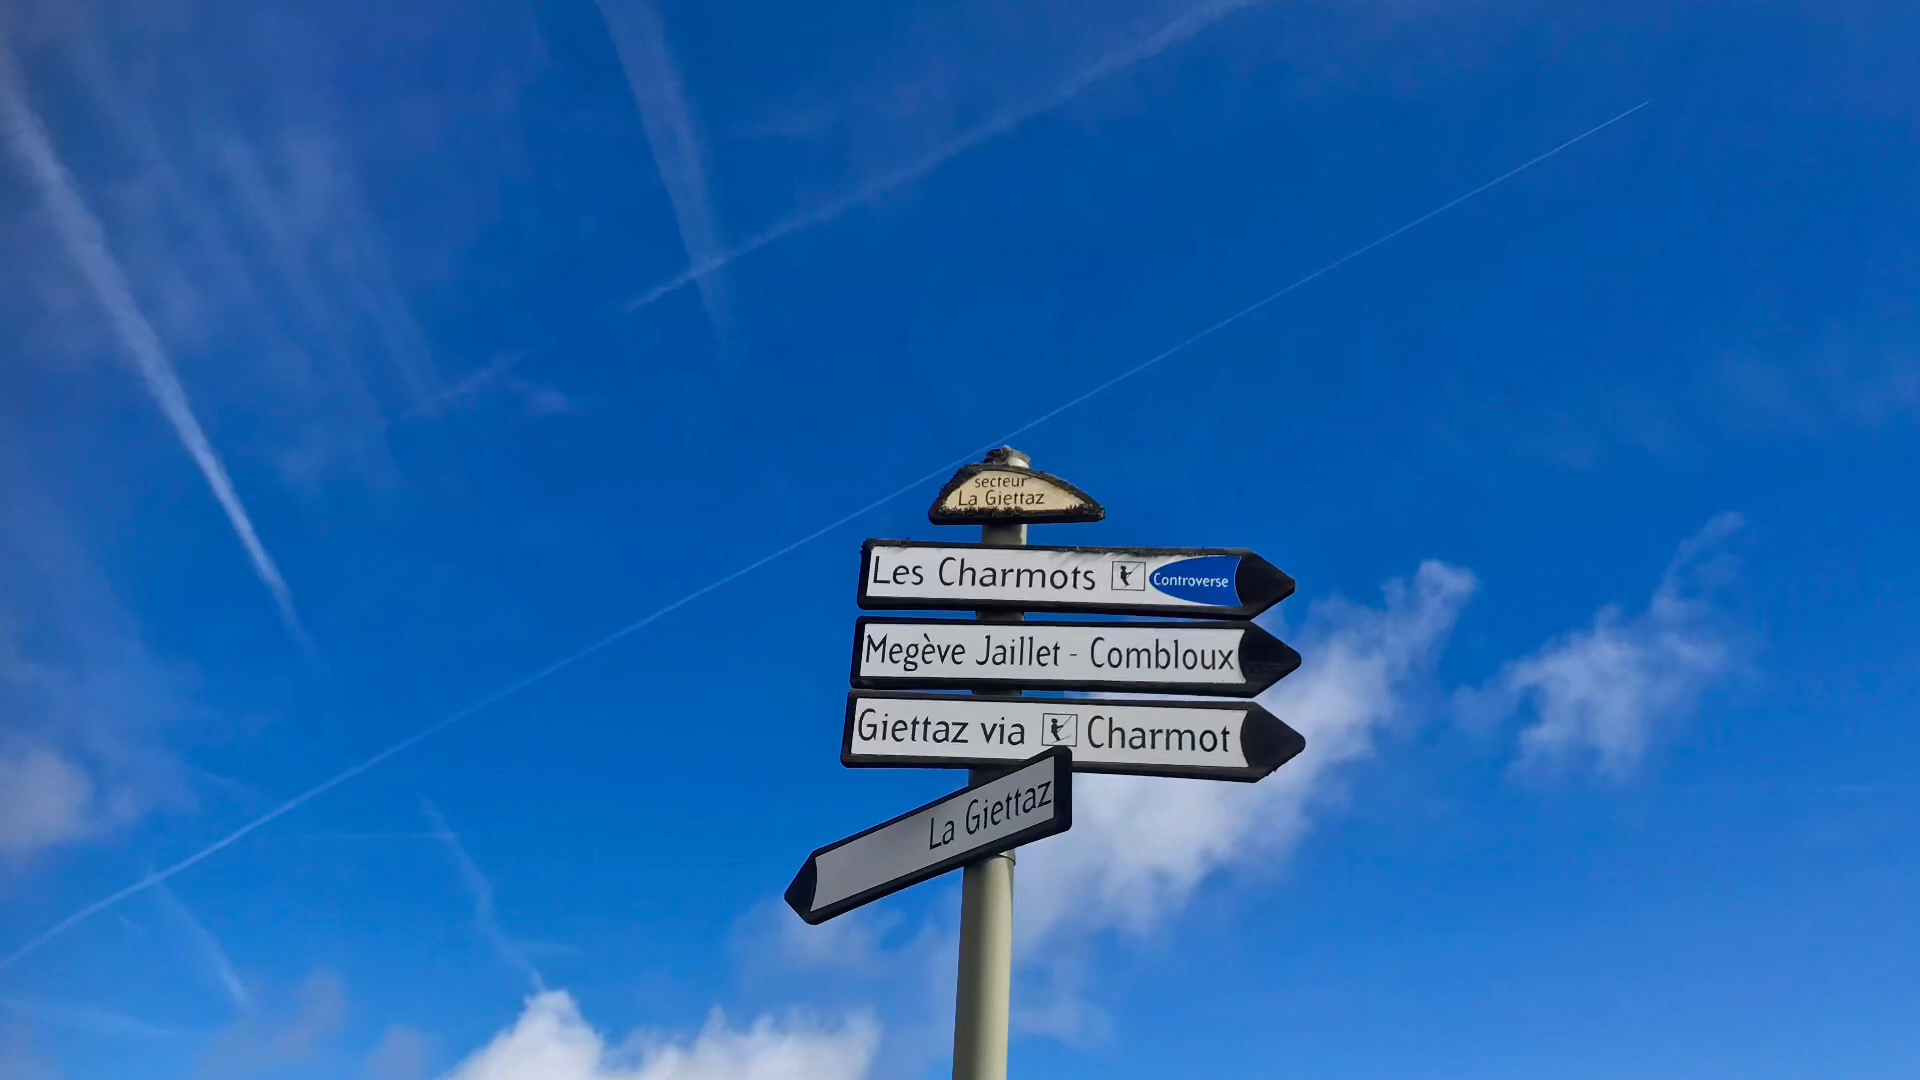 secteur
La Giettaz
Les Charmots Controverse
Megève Jaillet - Combloux
Giettaz via Charmot
La Giettaz